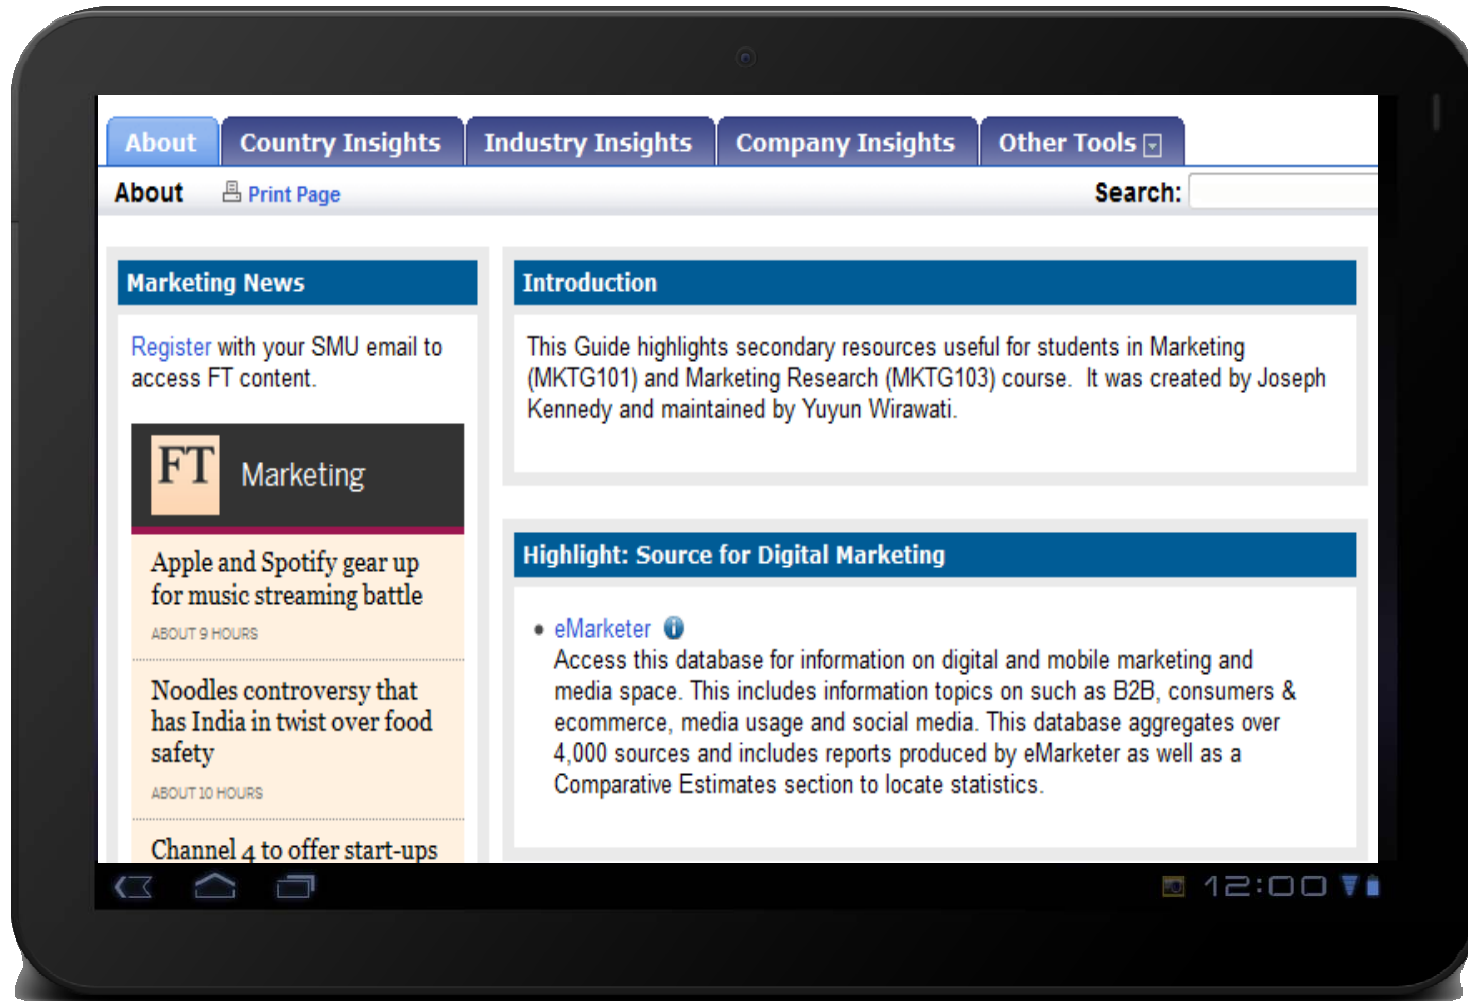 About
Country Insights
Industry Insights
Company Insights
Other Tools
About
Print Page
Search:
Marketing News
Register with your SMU email to
access FT content.
FT
Marketing
Apple and Spotify gear up
for music streaming battle
ABOUT 9 HOURS
Noodles controversy that
has India in twist over food
safety
ABOUT 10 HOURS
Channel 4 to offer start-ups
Introduction
This Guide highlights secondary resources useful for students in Marketing
(MKTG101) and Marketing Research (MKTG103) course. It was created by Joseph
Kennedy and maintained by Yuyun Wirawati.
Highlight: Source for Digital Marketing
• eMarketer i
Access this database for information on digital and mobile marketing and
media space. This includes information topics on such as B2B, consumers &
ecommerce, media usage and social media. This database aggregates over
4,000 sources and includes reports produced by eMarketer as well as a
Comparative Estimates section to locate statistics.
12:00